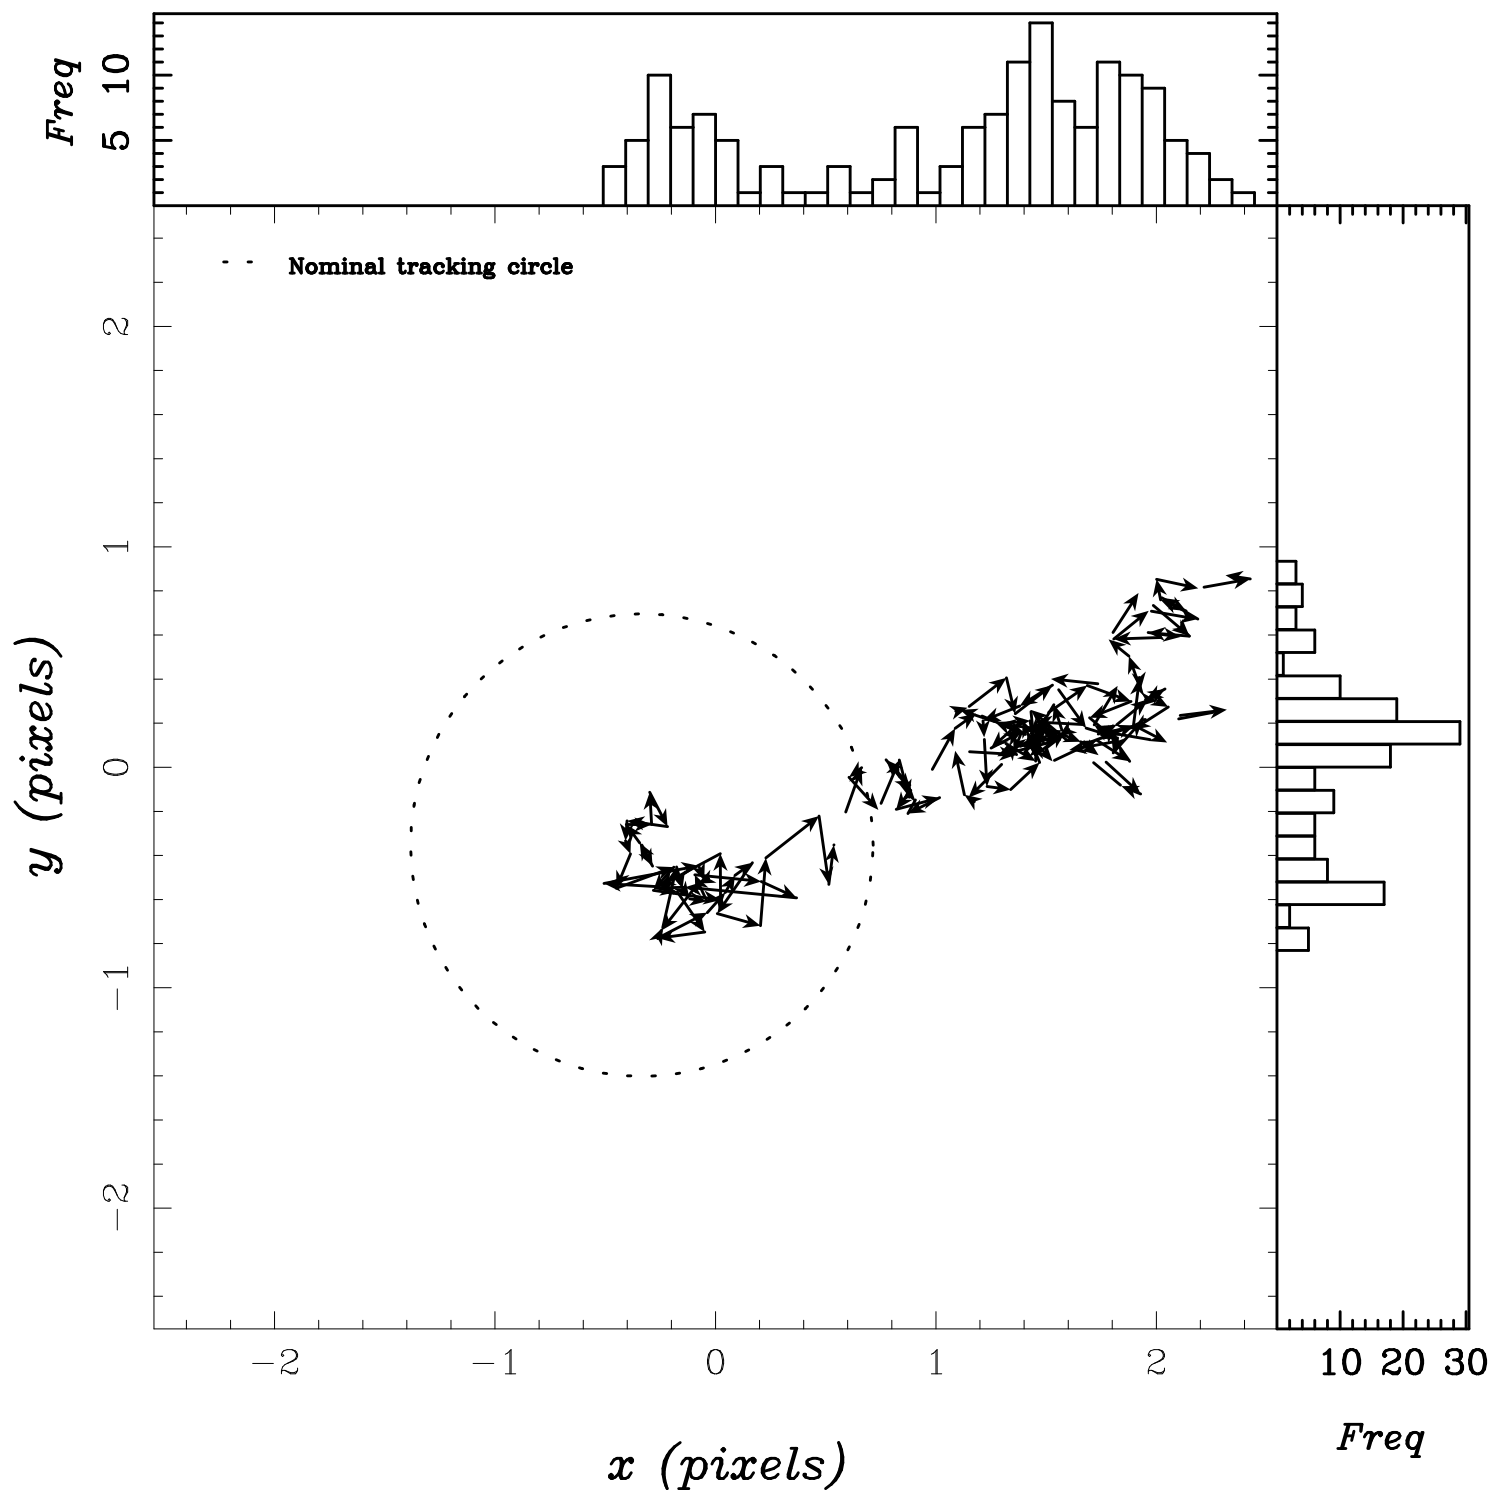 Freq
10
5
Nominal tracking circle
2
1
0
−1
−2
y (pixels)
−2 −1 0 1 2
10 20 30
x (pixels)
Freq